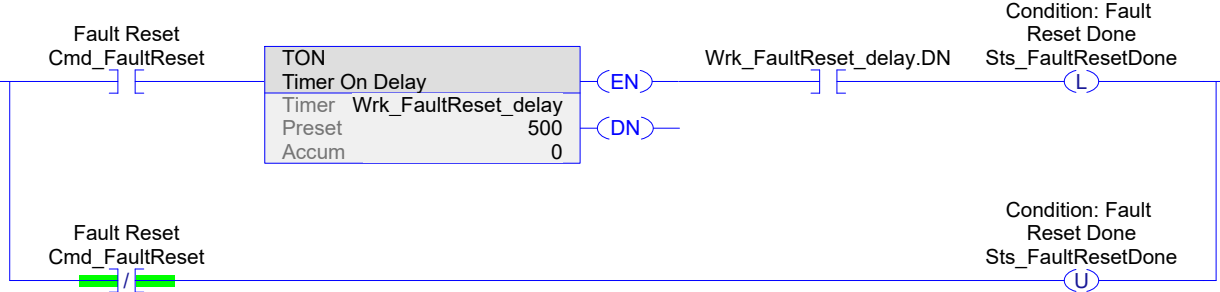 Fault Reset
Cmd_FaultReset
TON
Timer On Delay
Timer Wrk_FaultReset_delay
Preset 500
Accum 0
EN
DN
Wrk_FaultReset_delay.DN
Condition: Fault
Reset Done
Sts_FaultResetDone
L
Fault Reset
Cmd_FaultReset
/
Condition: Fault
Reset Done
Sts_FaultResetDone
U